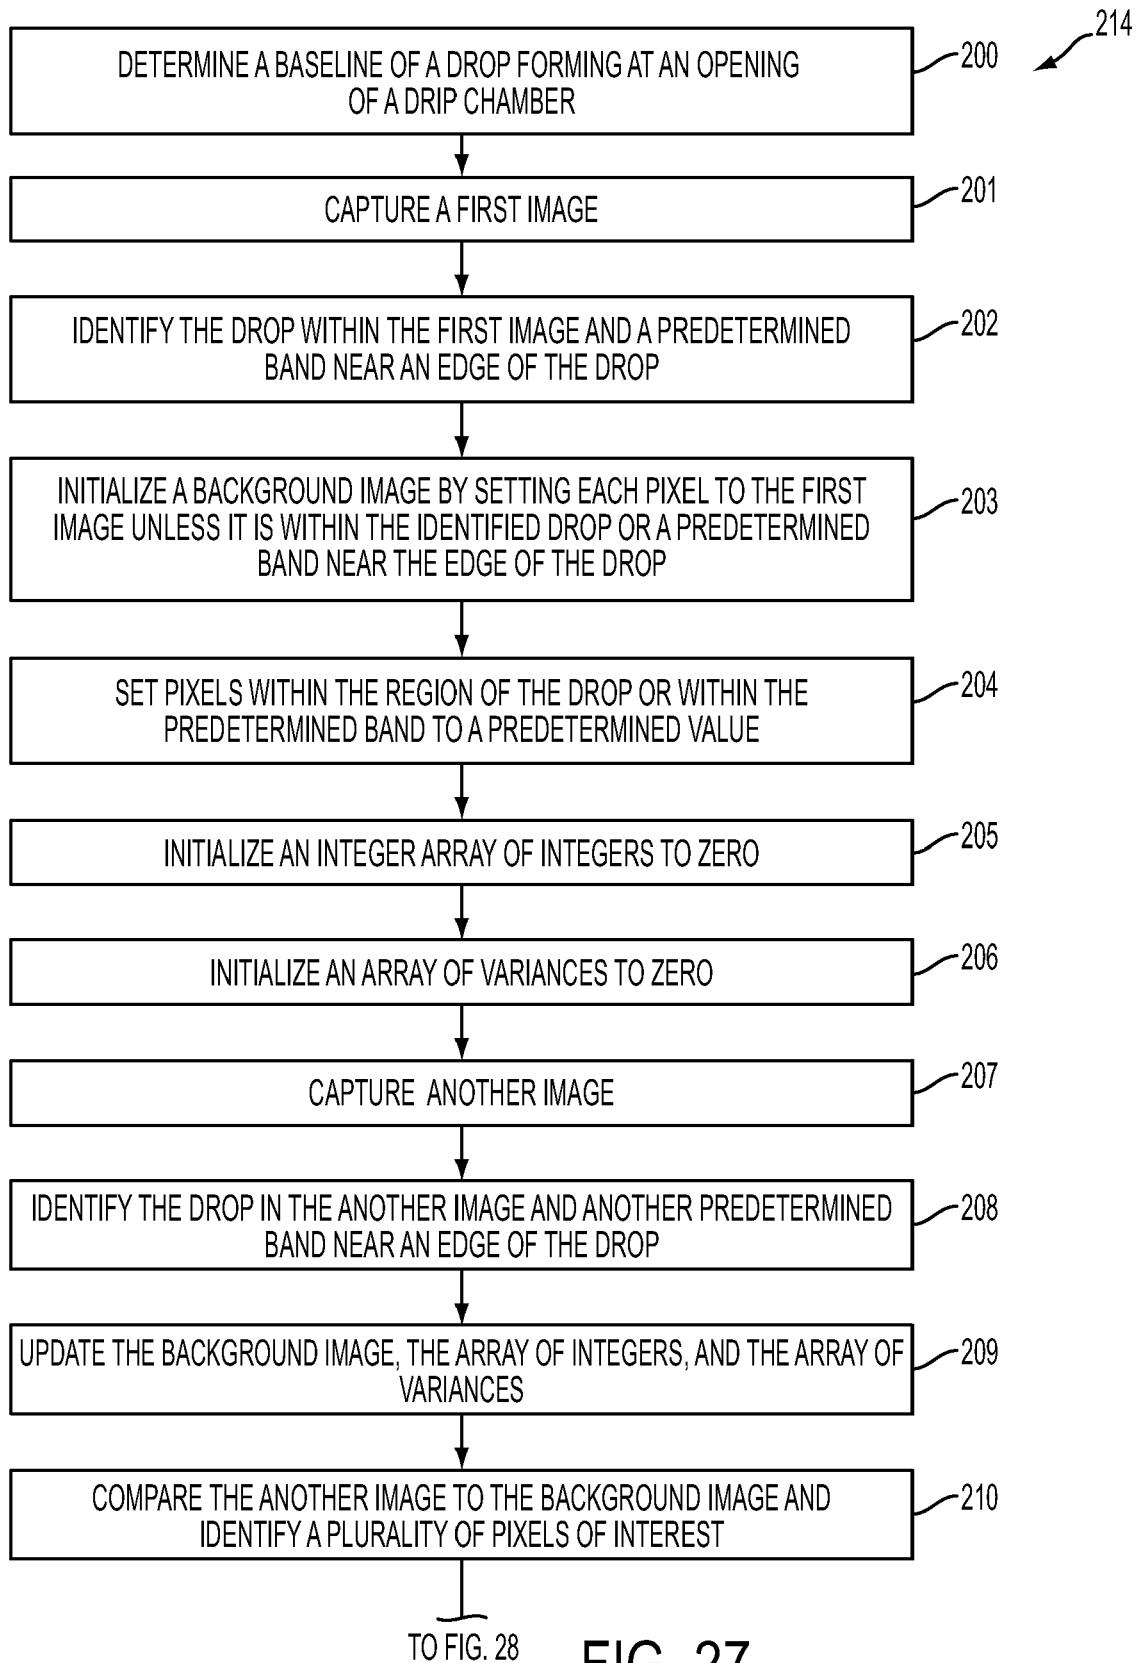 214
DETERMINE A BASELINE OF A DROP FORMING AT AN OPENING
OF A DRIP CHAMBER
200
CAPTURE A FIRST IMAGE
201
IDENTIFY THE DROP WITHIN THE FIRST IMAGE AND A PREDETERMINED
BAND NEAR AN EDGE OF THE DROP
202
INITIALIZE A BACKGROUND IMAGE BY SETTING EACH PIXEL TO THE FIRST
IMAGE UNLESS IT IS WITHIN THE IDENTIFIED DROP OR A PREDETERMINED
BAND NEAR THE EDGE OF THE DROP
203
SET PIXELS WITHIN THE REGION OF THE DROP OR WITHIN THE
PREDETERMINED BAND TO A PREDETERMINED VALUE
204
INITIALIZE AN INTEGER ARRAY OF INTEGERS TO ZERO
205
INITIALIZE AN ARRAY OF VARIANCES TO ZERO
206
CAPTURE ANOTHER IMAGE
207
IDENTIFY THE DROP IN THE ANOTHER IMAGE AND ANOTHER PREDETERMINED
BAND NEAR AN EDGE OF THE DROP
208
UPDATE THE BACKGROUND IMAGE, THE ARRAY OF INTEGERS, AND THE ARRAY OF
VARIANCES
209
COMPARE THE ANOTHER IMAGE TO THE BACKGROUND IMAGE AND
IDENTIFY A PLURALITY OF PIXELS OF INTEREST
210
TO FIG. 28
FIG. 27